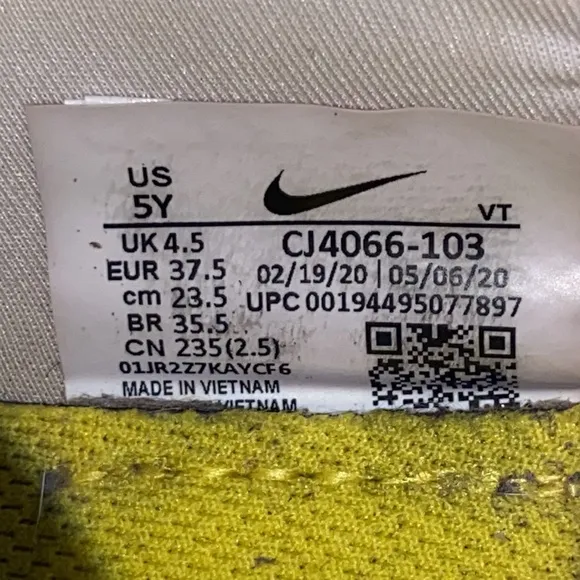 US
5Y
VT
UK 4.5
CJ4066-103
EUR 37.5
02/19/20 | 05/06/20
cm 23.5
UPC 00194495077897
BR 35.5
CN 235(2.5)
01JR2Z7KAYCF6
MADE IN VIETNAM
VIETNAM